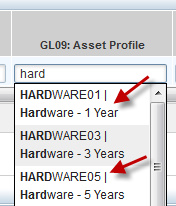 GL09: Asset Profile
hard
HARDWARE01 |
Hardware - 1 Year
HARDWARE03 |
Hardware - 3 Years
HARDWARE05 |
Hardware - 5 Years